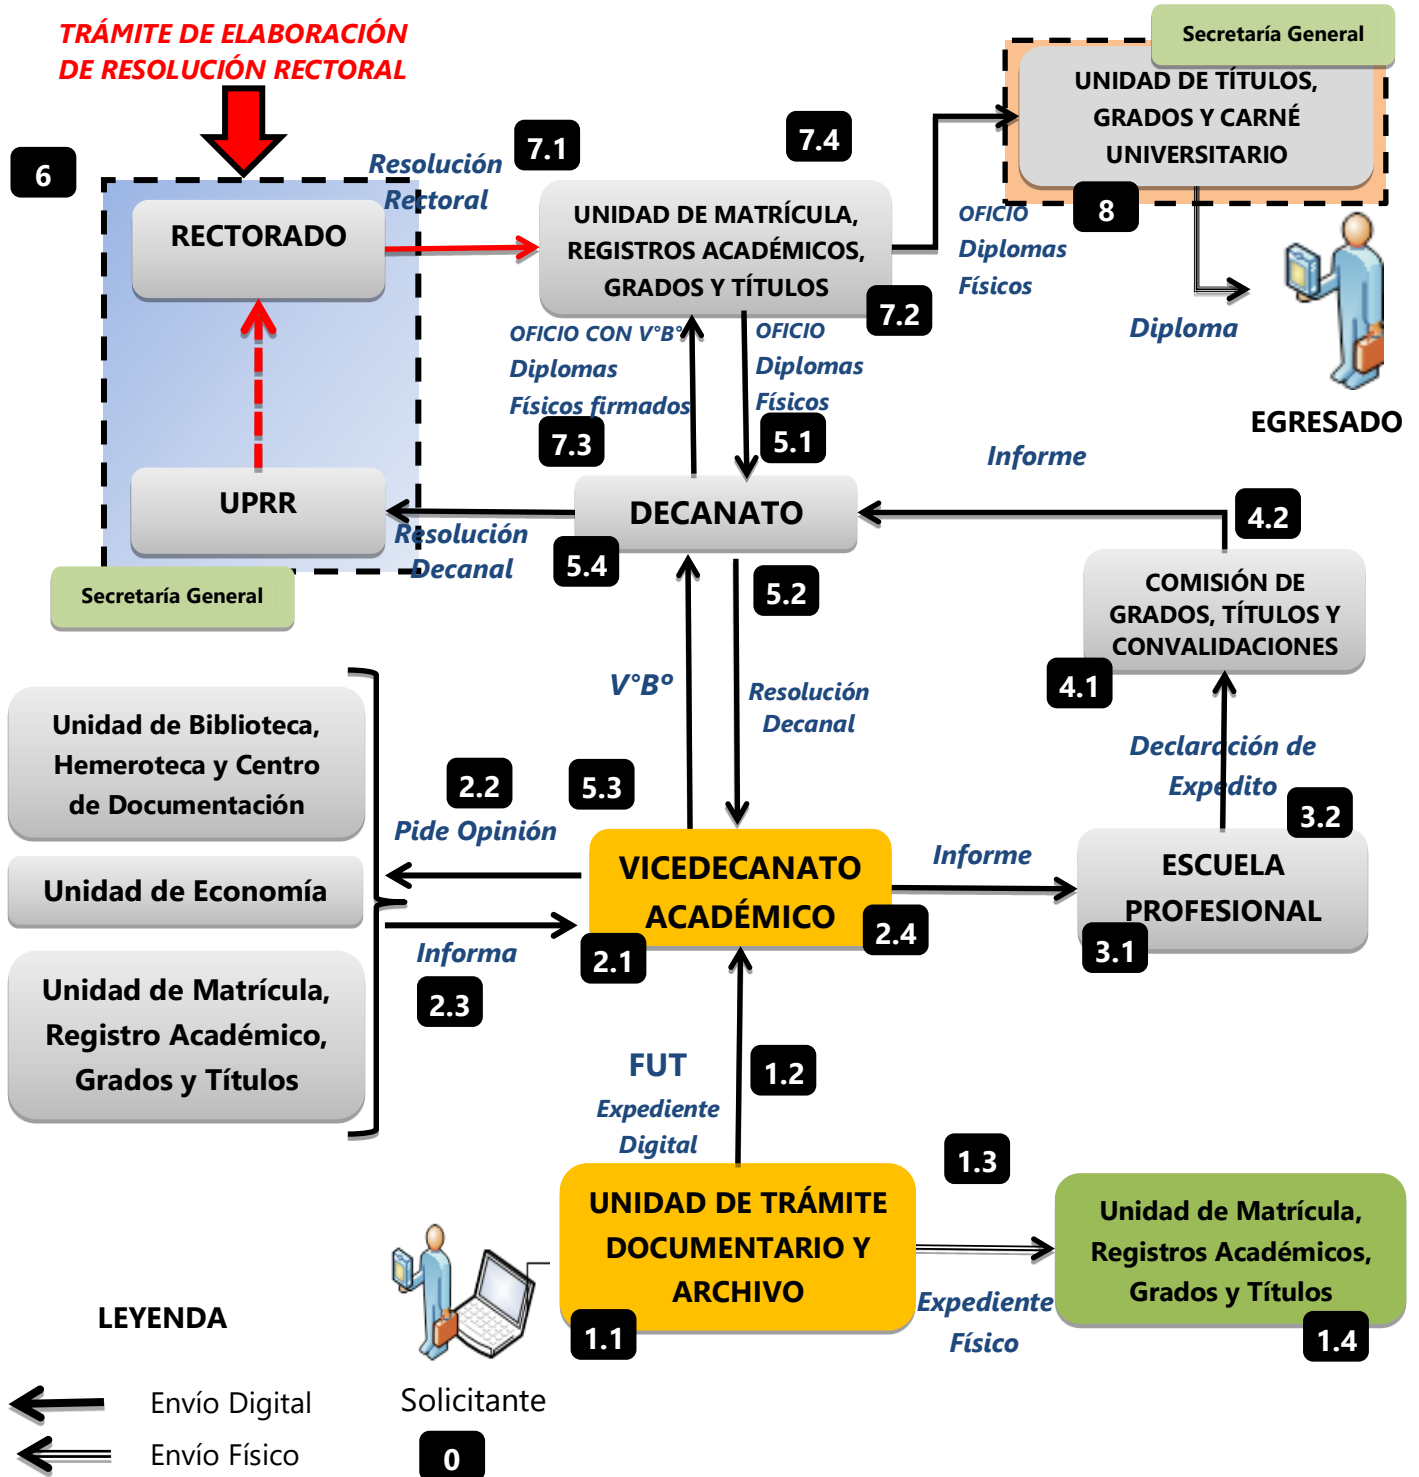 TRÁMITE DE ELABORACIÓN
DE RESOLUCIÓN RECTORAL
Secretaría General
UNIDAD DE TÍTULOS,
GRADOS Y CARNÉ
UNIVERSITARIO
8
6
Resolución
Rectoral
7.1
7.4
RECTORADO
UNIDAD DE MATRÍCULA,
REGISTROS ACADÉMICOS,
GRADOS Y TÍTULOS
7.2
OFICIO
Diplomas
Físicos
Diploma
EGRESADO
OFICIO CON V°B°
Diplomas
Físicos firmados
7.3
OFICIO
Diplomas
Físicos
5.1
Informe
UPRR
Secretaría General
Resolución
Decanal
DECANATO
5.4
5.2
4.2
COMISIÓN DE
GRADOS, TÍTULOS Y
CONVALIDACIONES
4.1
V°Bº
Resolución
Decanal
Declaración de
Expedito
Unidad de Biblioteca,
Hemeroteca y Centro
de Documentación
2.2
Pide Opinión
5.3
3.2
Unidad de Economía
VICEDECANATO
ACADÉMICO
2.1
2.4
Informe
ESCUELA
PROFESIONAL
3.1
Informa
2.3
Unidad de Matrícula,
Registro Académico,
Grados y Títulos
FUT
Expediente
Digital
1.2
1.3
UNIDAD DE TRÁMITE
DOCUMENTARIO Y
ARCHIVO
1.1
Expediente
Físico
Unidad de Matrícula,
Registros Académicos,
Grados y Títulos
1.4
LEYENDA
Envío Digital
Envío Físico
Solicitante
0